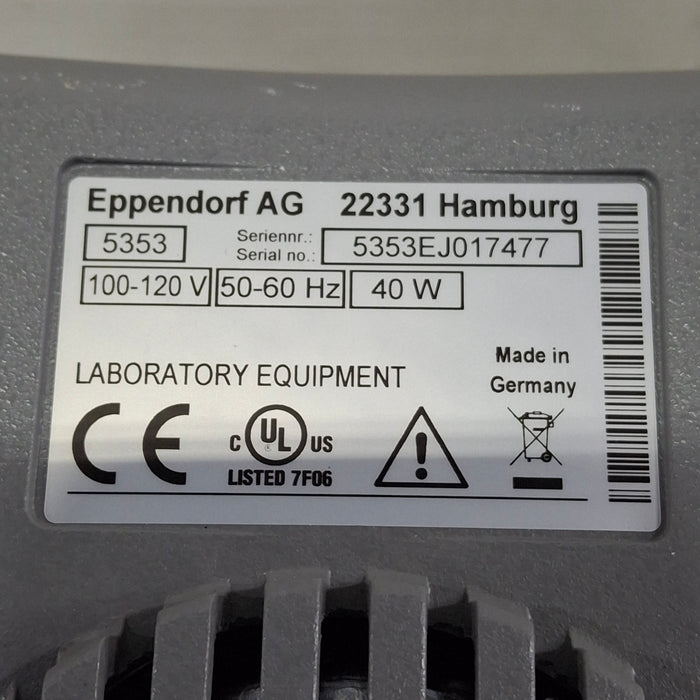 Eppendorf AG 22331 Hamburg
5353 Seriennr.: Serial no.: 5353EJ017477
100-120 V 50-60 Hz 40 W
Made in
Germany
LABORATORY EQUIPMENT
CE C UL US
LISTED 7F06